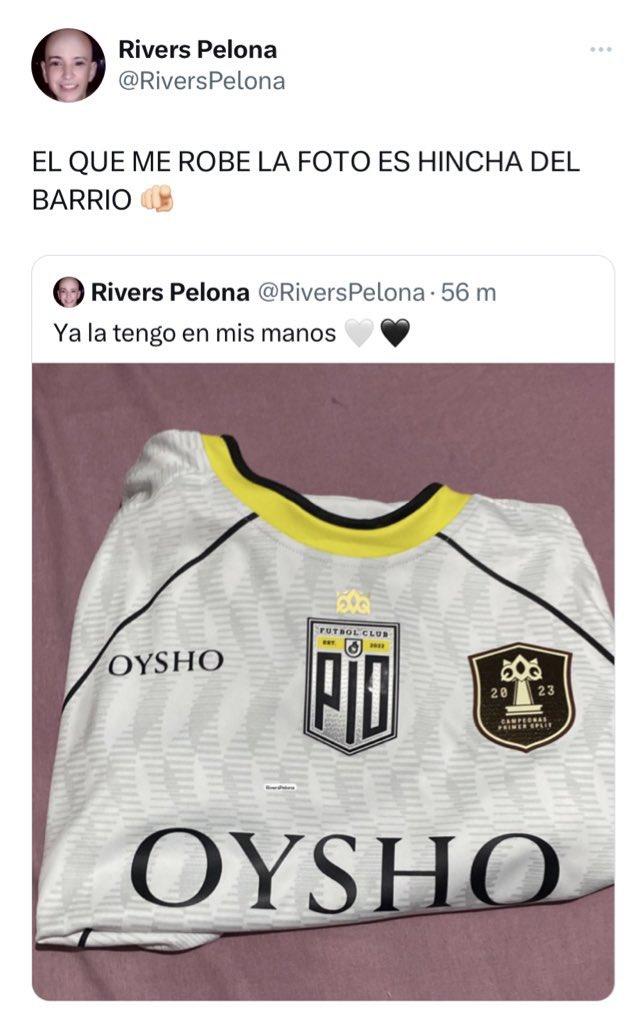 Rivers Pelona
@RiversPelona
EL QUE ME ROBE LA FOTO ES HINCHA DEL
BARRIO 🫵🏻
Rivers Pelona @RiversPelona · 56 m
Ya la tengo en mis manos 🤍🖤
FUTBOL CLUB
EST. 2022
PIO
OYSHO
20 23
CAMPEONAS
PRIMER SPLIT
RiversPelona
OYSHO